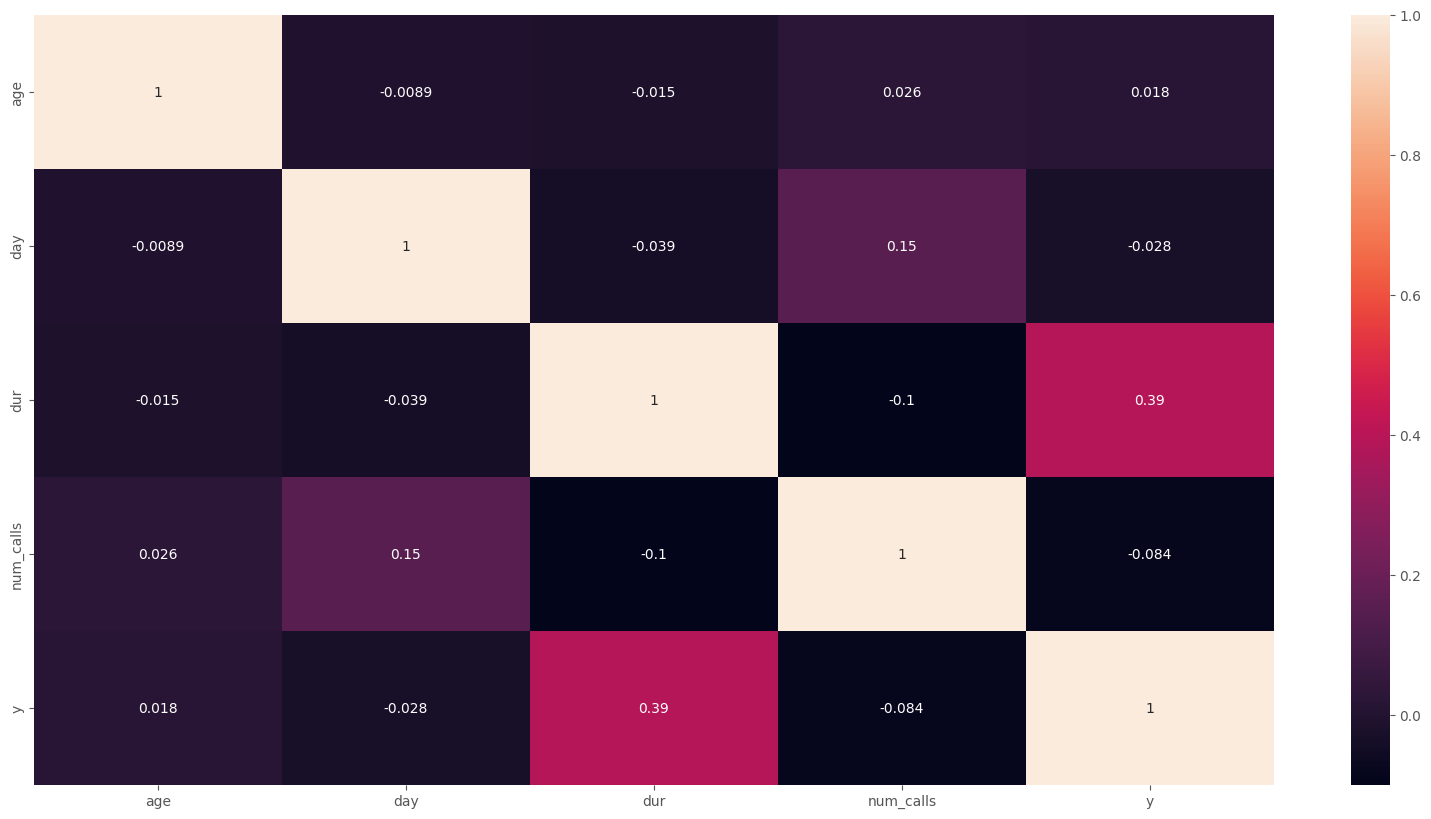 age 1 -0.0089 -0.015 0.026 0.018
day -0.0089 1 -0.039 0.15 -0.028
dur -0.015 -0.039 1 -0.1 0.39
num_calls 0.026 0.15 -0.1 1 -0.084
y 0.018 -0.028 0.39 -0.084 1
age day dur num_calls y
1.0
0.8
0.6
0.4
0.2
0.0